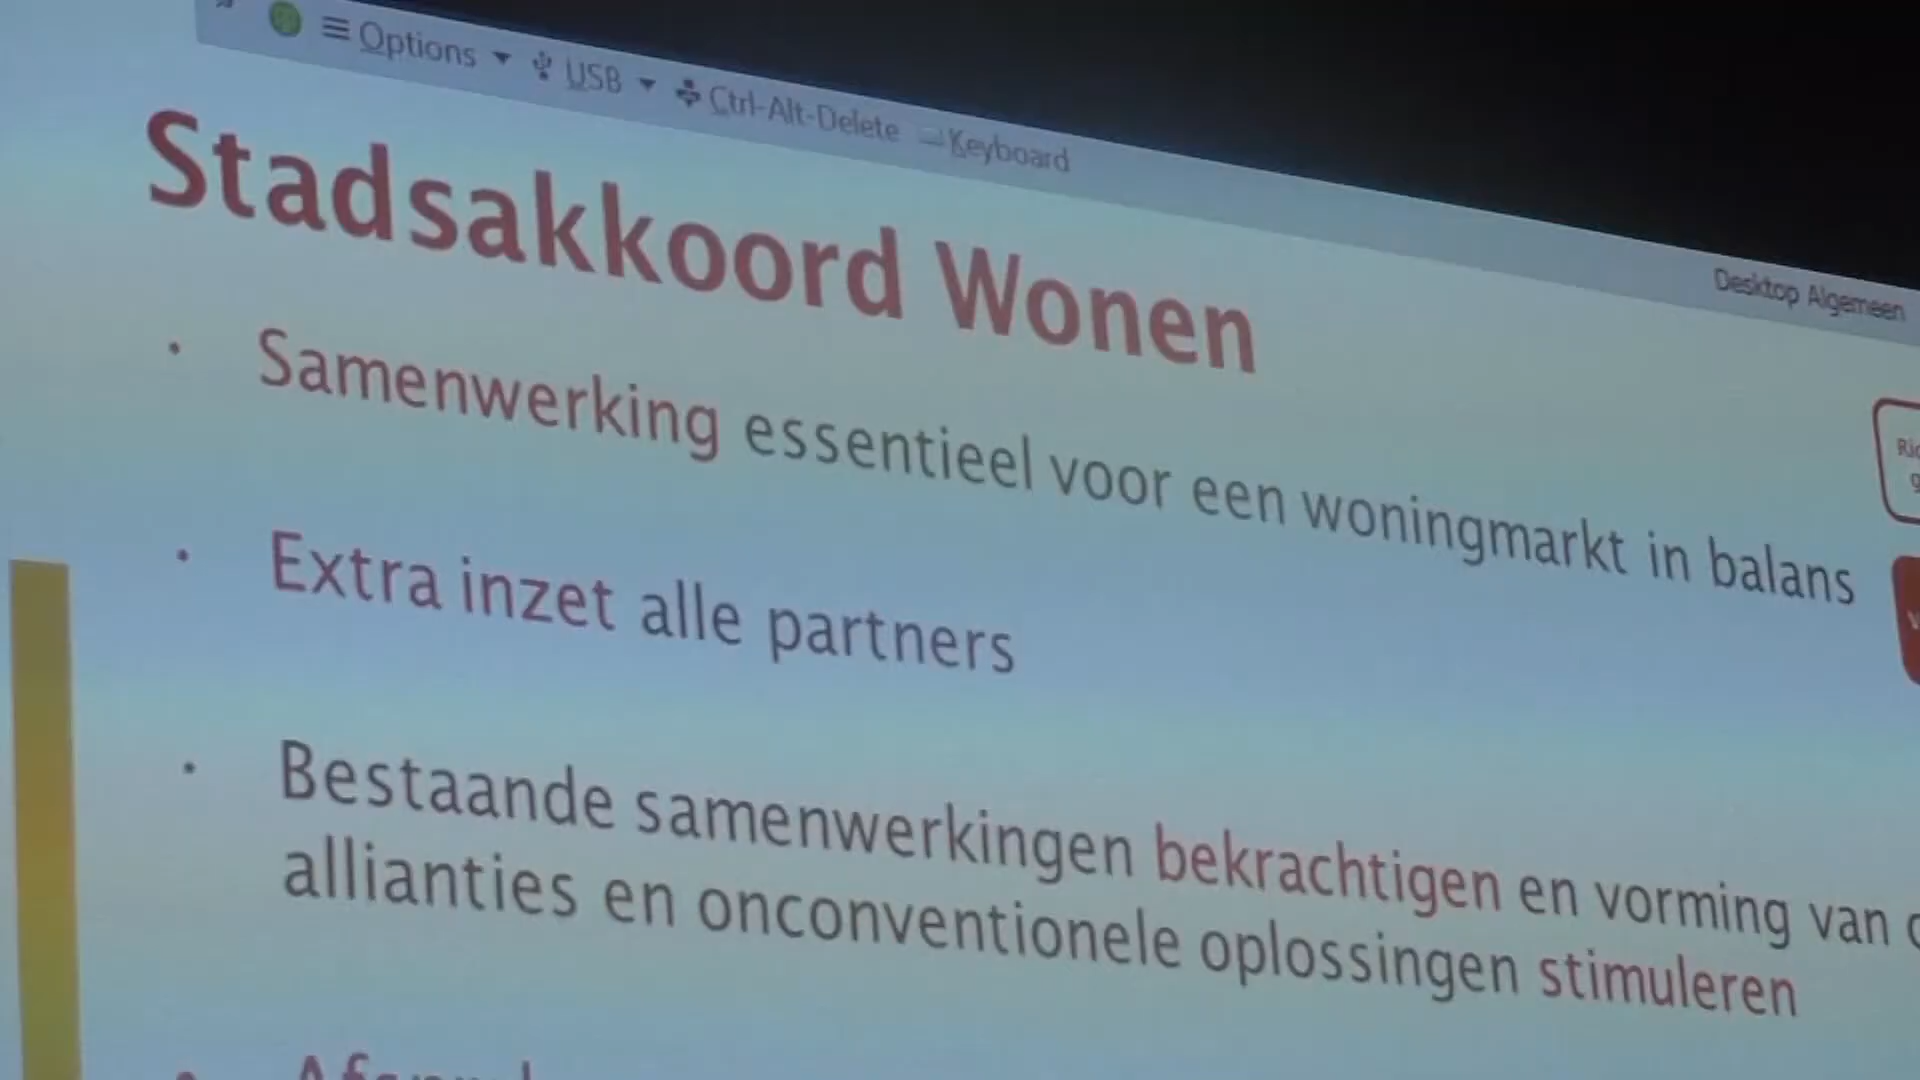 Options USB Ctrl-Alt-Delete Keyboard
Desktop Algemeen
Stadsakkoord Wonen
• Samenwerking essentieel voor een woningmarkt in balans
• Extra inzet alle partners
• Bestaande samenwerkingen bekrachtigen en vorming van
allianties en onconventionele oplossingen stimuleren